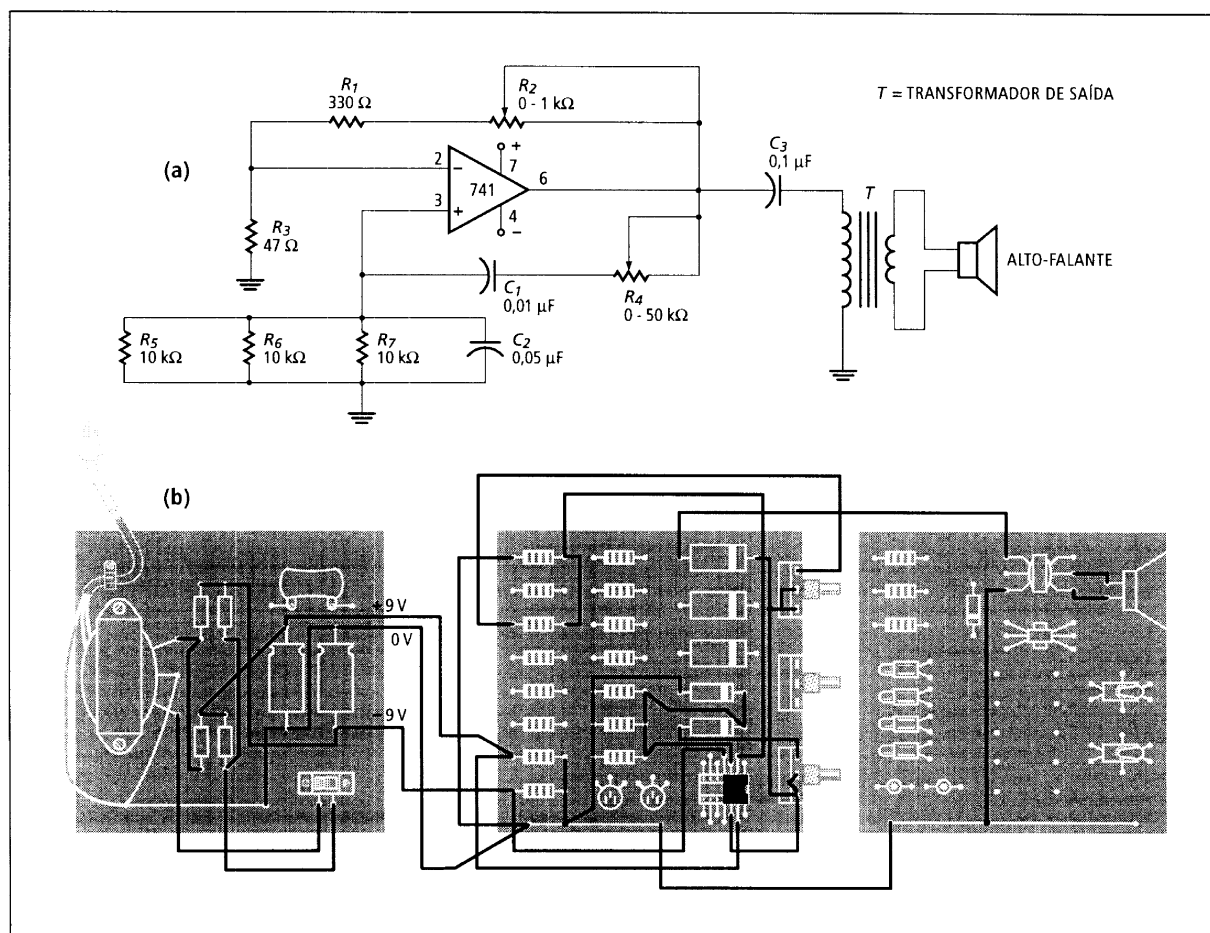 (a)
R1
330 Ω
R2
0 - 1 kΩ
T = TRANSFORMADOR DE SAÍDA
2
−
+
7
741
6
3
+
4
−
R3
47 Ω
C3
0,1 µF
T
ALTO-FALANTE
C1
0,01 µF
R4
0 - 50 kΩ
R5
10 kΩ
R6
10 kΩ
R7
10 kΩ
C2
0,05 µF
(b)
+ 9 V
0 V
− 9 V